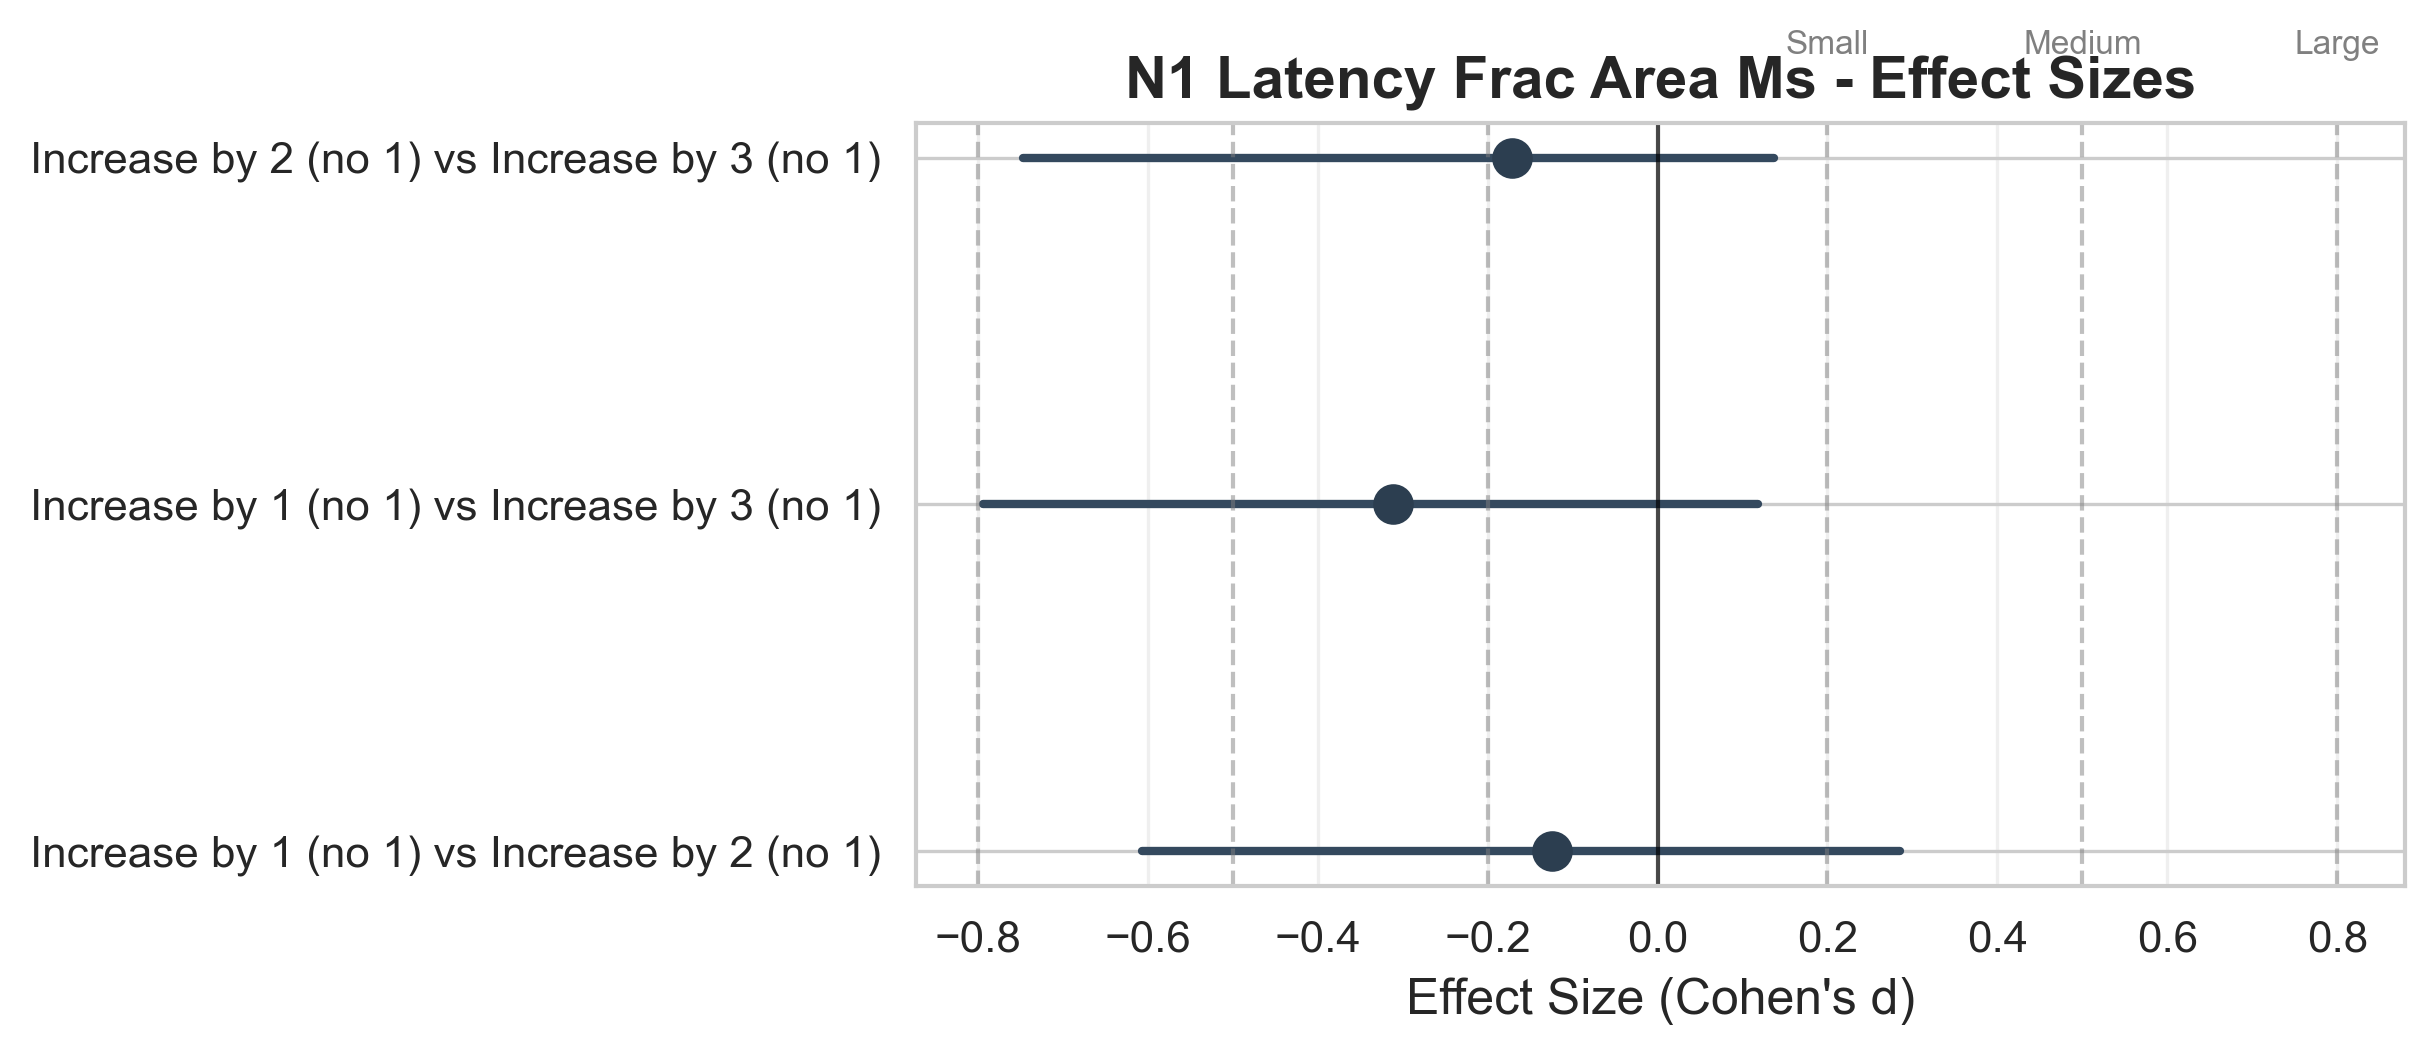 Small Medium Large
N1 Latency Frac Area Ms - Effect Sizes
Increase by 2 (no 1) vs Increase by 3 (no 1)
Increase by 1 (no 1) vs Increase by 3 (no 1)
Increase by 1 (no 1) vs Increase by 2 (no 1)
−0.8 −0.6 −0.4 −0.2 0.0 0.2 0.4 0.6 0.8
Effect Size (Cohen's d)